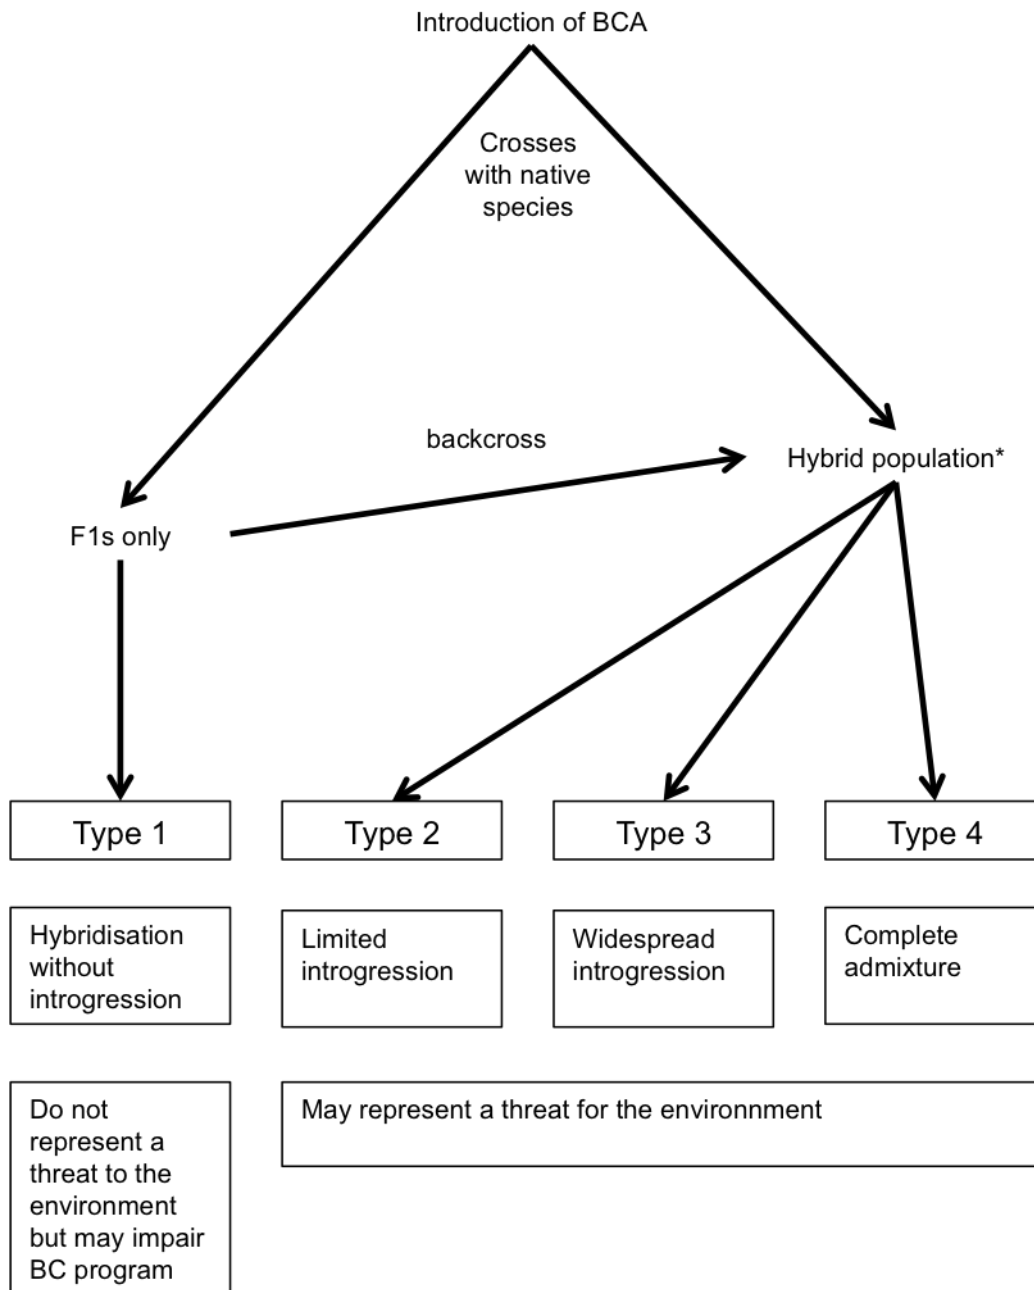 Introduction of BCA
Crosses
with native
species
backcross
Hybrid population*
F1s only
Type 1
Type 2
Type 3
Type 4
Hybridisation
without
introgression
Limited
introgression
Widespread
introgression
Complete
admixture
Do not
represent a
threat to the
environment
but may impair
BC program
May represent a threat for the environnment